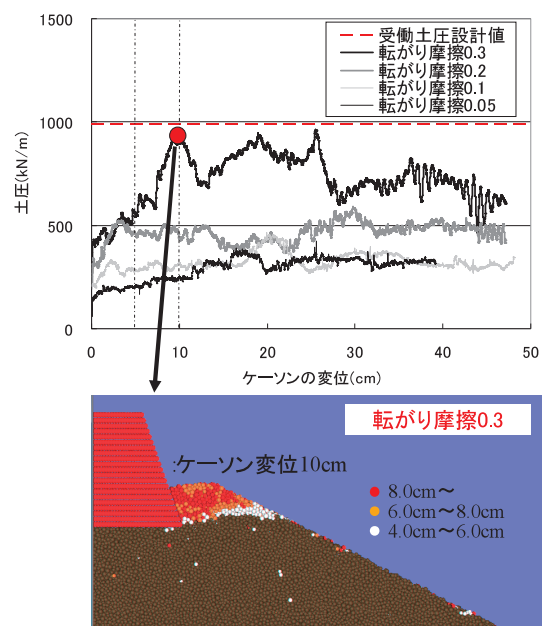 1500
1000
500
0
土圧(kN/m)
受働土圧設計値
転がり摩擦0.3
転がり摩擦0.2
転がり摩擦0.1
転がり摩擦0.05
0
10
20
30
40
50
ケーソンの変位(cm)
転がり摩擦0.3
:ケーソン変位10cm
8.0cm～
6.0cm～8.0cm
4.0cm～6.0cm